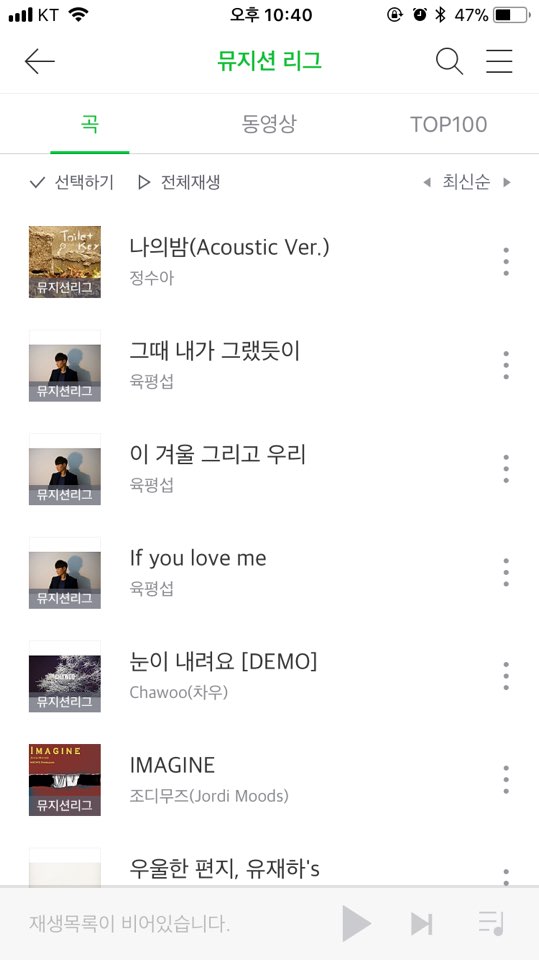 KT 오후 10:40 47%
뮤지션 리그
곡 동영상 TOP100
선택하기 전체재생 최신순
Toilet
뮤지션리그
나의밤(Acoustic Ver.)
정수아
뮤지션리그
그때 내가 그랬듯이
육평섭
뮤지션리그
이 겨울 그리고 우리
육평섭
뮤지션리그
If you love me
육평섭
CHAWOO
뮤지션리그
눈이 내려요 [DEMO]
Chawoo(차우)
IMAGINE
뮤지션리그
IMAGINE
조디무즈(Jordi Moods)
우울한 편지, 유재하's
재생목록이 비어있습니다.